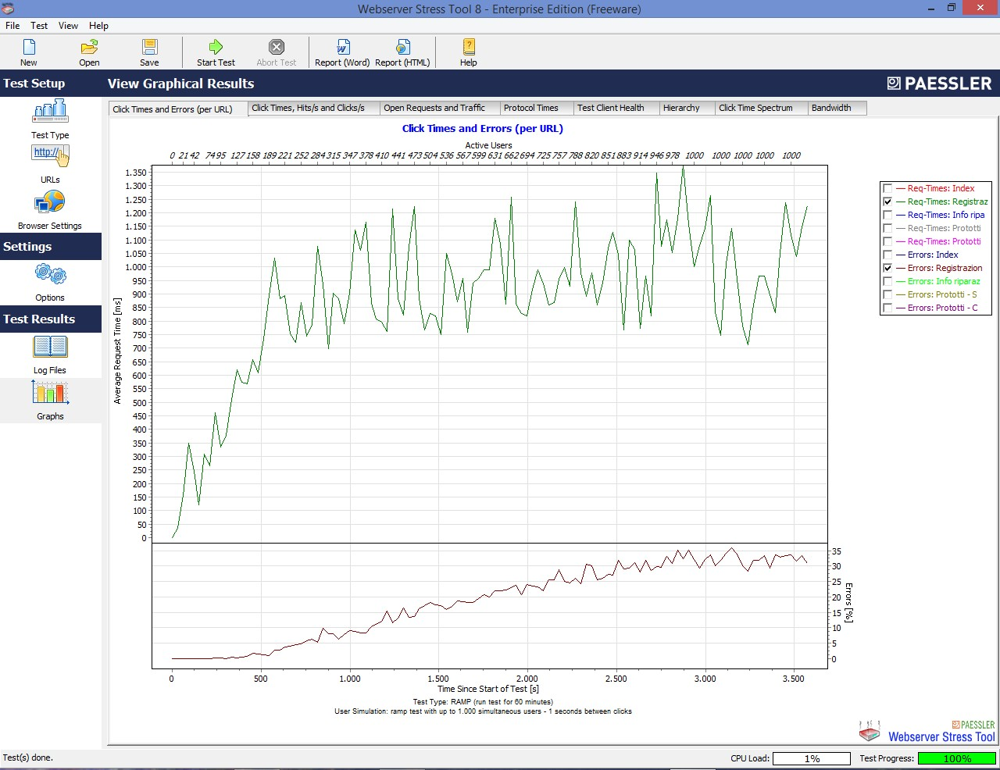 Webserver Stress Tool 8 - Enterprise Edition (Freeware)
File Test View Help
New Open Save Start Test Abort Test Report (Word) Report (HTML) Help
Test Setup
View Graphical Results
PAESSLER
Test Type
http://
URLs
Browser Settings
Settings
Options
Test Results
Log Files
Graphs
Click Times and Errors (per URL) Click Times, Hits/s and Clicks/s Open Requests and Traffic Protocol Times Test Client Health Hierarchy Click Time Spectrum Bandwidth
Click Times and Errors (per URL)
Active Users
0 21 42 74 95 127 158 189 221 252 284 315 347 378 410 441 473 504 536 567 599 631 662 694 725 757 788 820 851 883 914 946 978 1000 1000 1000 1000 1000
1.350
1.300
1.250
1.200
1.150
1.100
1.050
1.000
950
900
850
800
750
700
650
600
550
500
450
400
350
300
250
200
150
100
50
0
Average Request Time [ms]
35
30
25
20
15
10
5
0
Errors [%]
0 500 1.000 1.500 2.000 2.500 3.000 3.500
Time Since Start of Test [s]
Test Type: RAMP (run test for 60 minutes)
User Simulation: ramp test with up to 1.000 simultaneous users - 1 seconds between clicks
Req-Times: Index
Req-Times: Registraz
Req-Times: Info ripa
Req-Times: Prototti
Req-Times: Prototti
Errors: Index
Errors: Registrazion
Errors: Info riparaz
Errors: Prototti - S
Errors: Prototti - C
PAESSLER
Webserver Stress Tool
Test(s) done.
CPU Load: 1% Test Progress: 100%